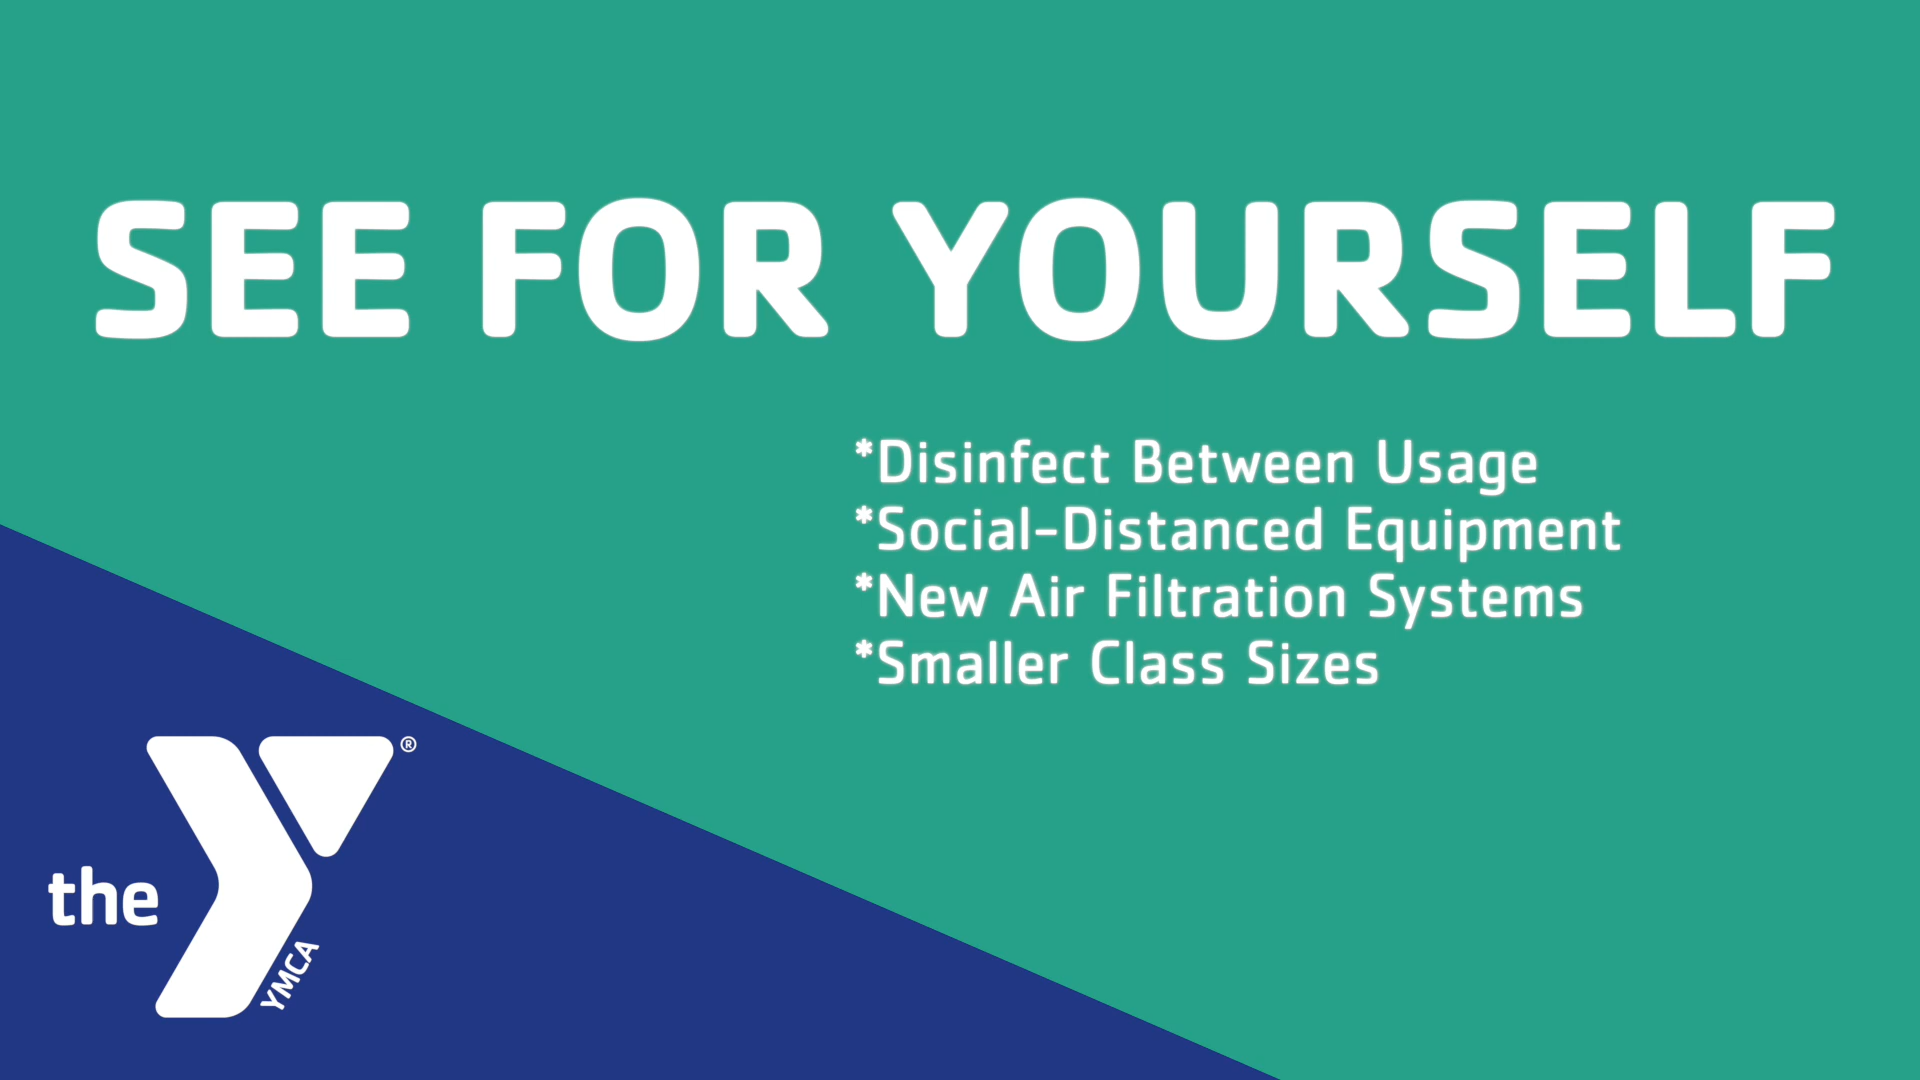 SEE FOR YOURSELF
*Disinfect Between Usage
*Social-Distanced Equipment
*New Air Filtration Systems
*Smaller Class Sizes
the Y®
YMCA